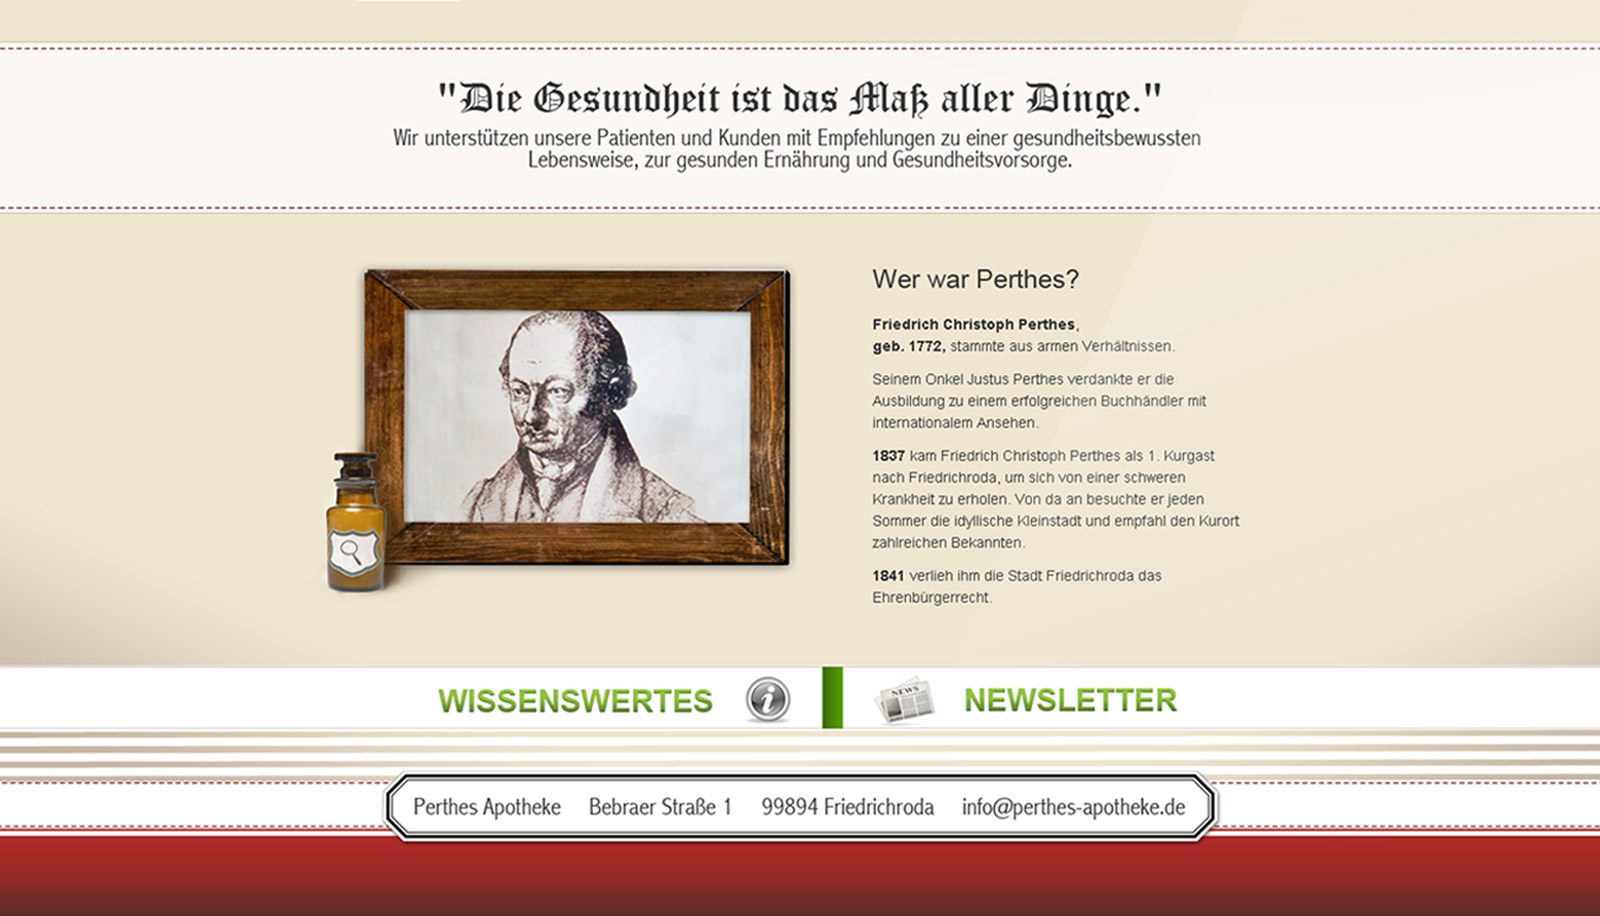 "Die Gesundheit ist das Maß aller Dinge."
Wir unterstützen unsere Patienten und Kunden mit Empfehlungen zu einer gesundheitsbewussten
Lebensweise, zur gesunden Ernährung und Gesundheitsvorsorge.
Wer war Perthes?
Friedrich Christoph Perthes,
geb. 1772, stammte aus armen Verhältnissen.
Seinem Onkel Justus Perthes verdankte er die
Ausbildung zu einem erfolgreichen Buchhändler mit
internationalem Ansehen.
1837 kam Friedrich Christoph Perthes als 1. Kurgast
nach Friedrichroda, um sich von einer schweren
Krankheit zu erholen. Von da an besuchte er jeden
Sommer die idyllische Kleinstadt und empfahl den Kurort
zahlreichen Bekannten.
1841 verlieh ihm die Stadt Friedrichroda das
Ehrenbürgerrecht.
WISSENSWERTES
NEWS
NEWSLETTER
Perthes Apotheke Bebraer Straße 1 99894 Friedrichroda info@perthes-apotheke.de